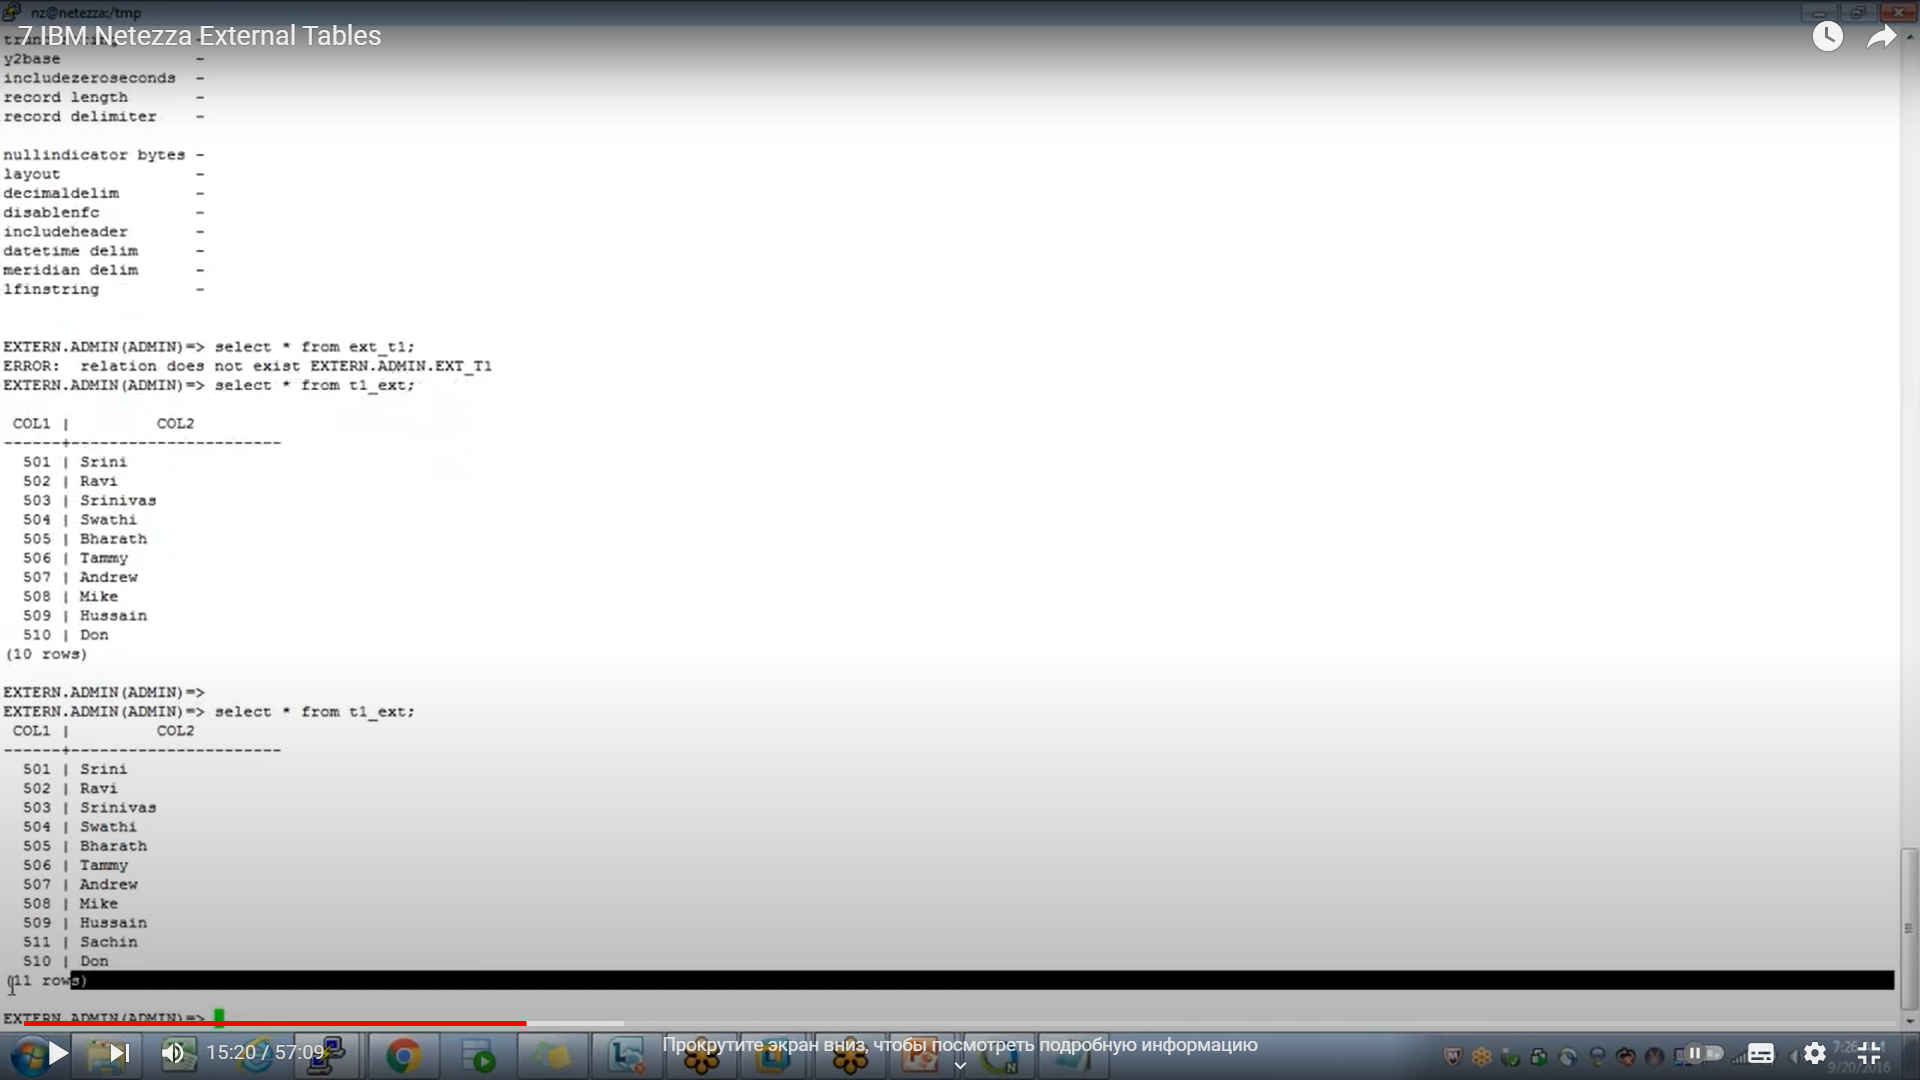 nz@netezza:/tmp
7 IBM Netezza External Tables
y2base -
includezeroseconds -
record length -
record delimiter -
nullindicator bytes -
layout -
decimaldelim -
disablenfc -
includeheader -
datetime delim -
meridian delim -
lfinstring -
EXTERN.ADMIN(ADMIN)=> select * from ext_t1;
ERROR: relation does not exist EXTERN.ADMIN.EXT_T1
EXTERN.ADMIN(ADMIN)=> select * from t1_ext;
COL1 | COL2
------+----------------------
501 | Srini
502 | Ravi
503 | Srinivas
504 | Swathi
505 | Bharath
506 | Tammy
507 | Andrew
508 | Mike
509 | Hussain
510 | Don
(10 rows)
EXTERN.ADMIN(ADMIN)=>
EXTERN.ADMIN(ADMIN)=> select * from t1_ext;
COL1 | COL2
------+----------------------
501 | Srini
502 | Ravi
503 | Srinivas
504 | Swathi
505 | Bharath
506 | Tammy
507 | Andrew
508 | Mike
509 | Hussain
511 | Sachin
510 | Don
(11 rows)
EXTERN.ADMIN(ADMIN)=>
15:20 / 57:09
Прокрутите экран вниз, чтобы посмотреть подробную информацию
9/20/2016